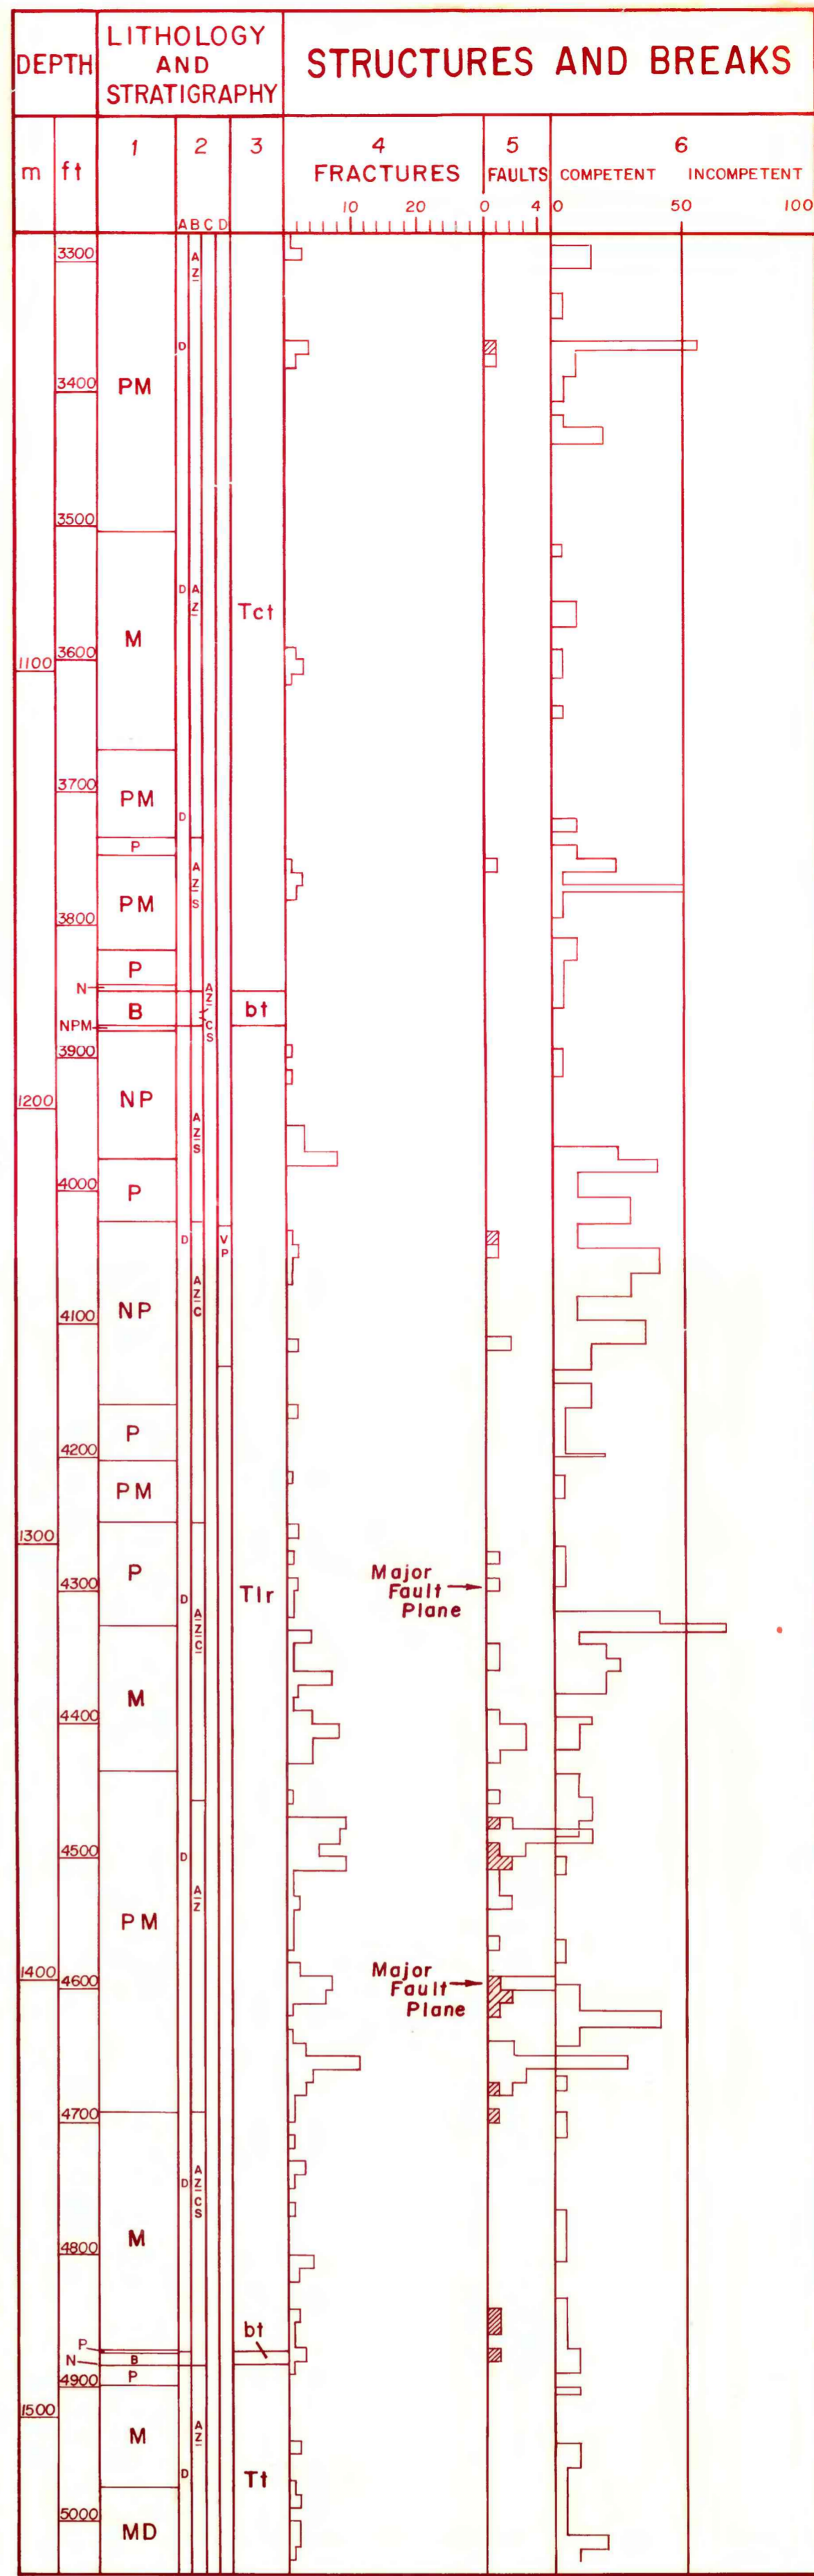 DEPTH
LITHOLOGY
AND
STRATIGRAPHY
STRUCTURES AND BREAKS
m
ft
1
2
3
4
FRACTURES
5
FAULTS
6
COMPETENT
INCOMPETENT
A B C D
10
20
0
4
0
50
100
A
Z
3300
D
3400
PM
3500
D
A
Z
Tct
M
3600
1100
3700
PM
D
P
A
Z
S
PM
3800
P
N
A
Z
B
bt
C
NPM
S
3900
NP
1200
A
Z
S
4000
P
D
V
P
A
Z
C
NP
4100
P
4200
PM
1300
P
4300
D
Tlr
Major
Fault
Plane
A
Z
C
M
4400
4500
D
A
Z
PM
1400
4600
Major
Fault
Plane
4700
D
A
Z
C
S
M
4800
bt
P
N
B
P
4900
1500
A
Z
M
D
Tt
5000
MD